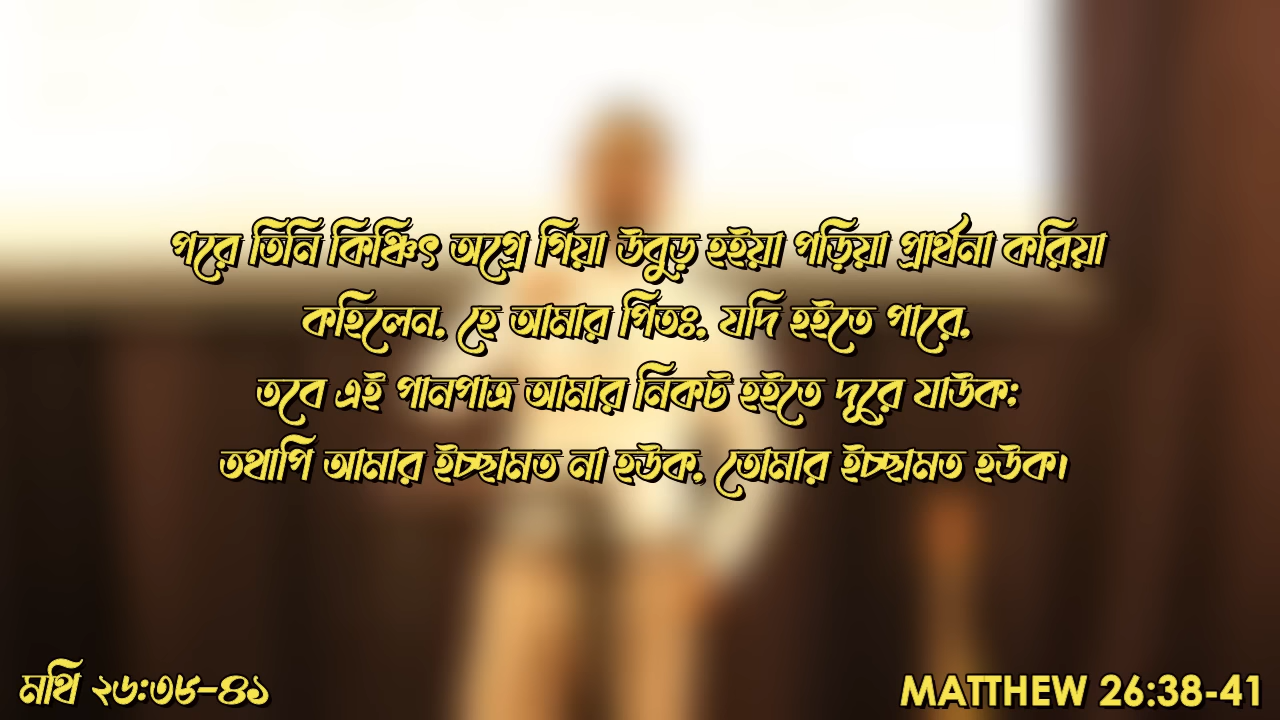 পরে তিনি কিঞ্চিৎ অগ্রে গিয়া উবুড় হইয়া পড়িয়া প্রার্থনা করিয়া
কহিলেন, হে আমার পিতঃ, যদি হইতে পারে,
তবে এই পানপাত্র আমার নিকট হইতে দূরে যাউক;
তথাপি আমার ইচ্ছামত না হউক, তোমার ইচ্ছামত হউক।
মথি ২৬:৩৮-৪১
MATTHEW 26:38-41